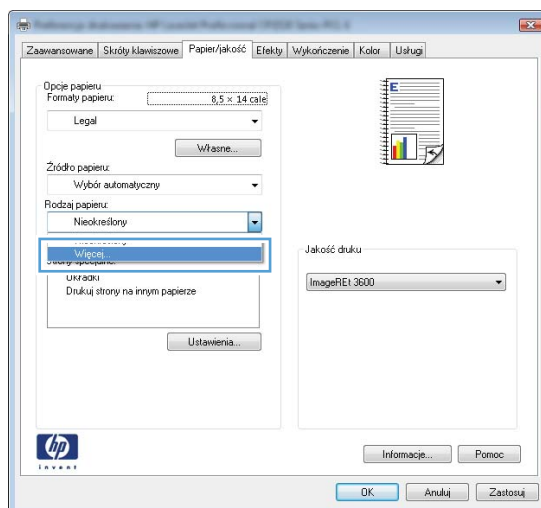 Zaawansowane Skróty klawiszowe Papier/jakość Efekty Wykończenie Kolor Usługi
Opcje papieru
Formaty papieru: 8,5 × 14 cale
Legal
Własne...
Źródło papieru:
Wybór automatyczny
Rodzaj papieru:
Nieokreślony
Więcej...
Okładki
Drukuj strony na innym papierze
Ustawienia...
Jakość druku
ImageREt 3600
hp
invent
Informacje... Pomoc
OK Anuluj Zastosuj